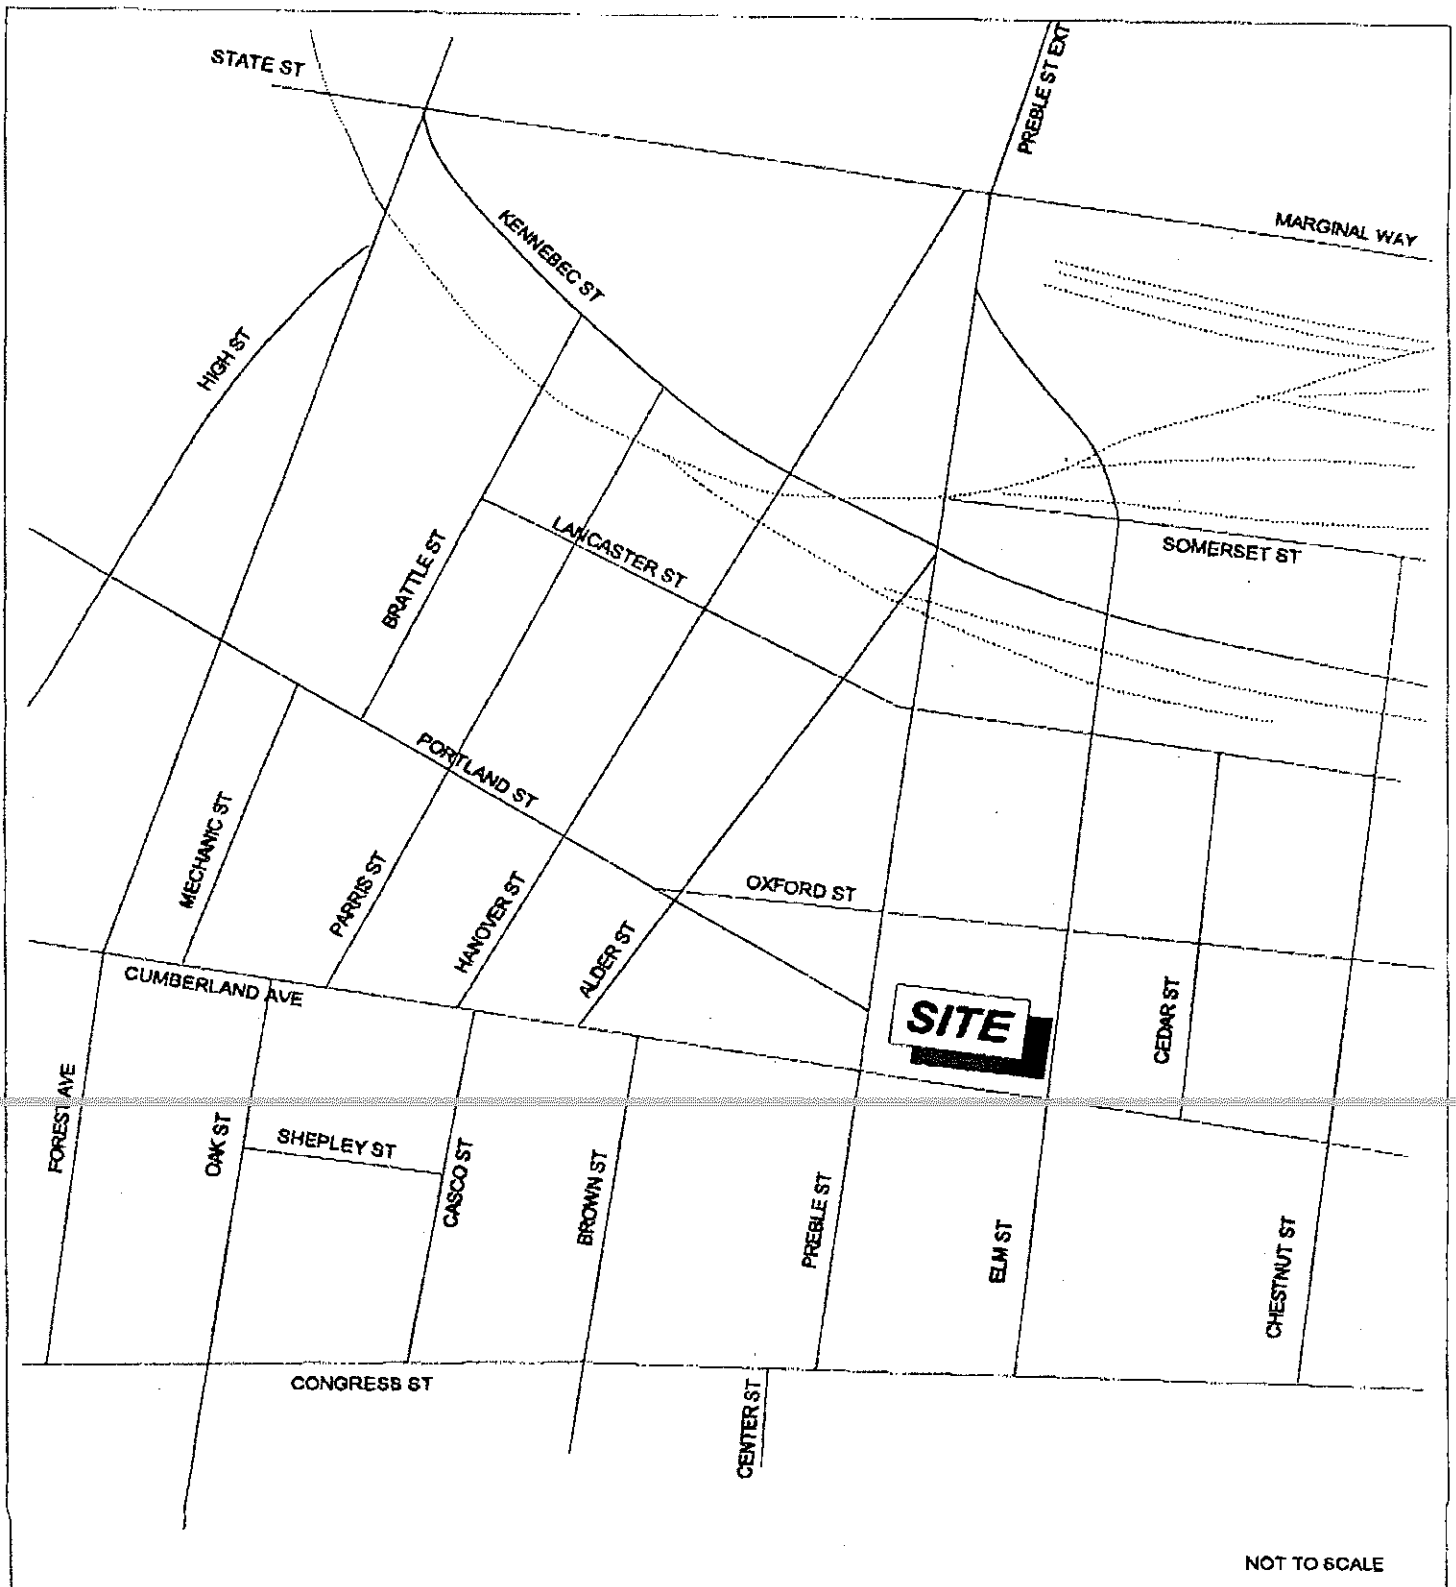 STATE ST
PREBLE ST EXT
KENNEBEC ST
MARGINAL WAY
HIGH ST
LANCASTER ST
SOMERSET ST
BRATTLE ST
PORTLAND ST
MECHANIC ST
PARRIS ST
HANOVER ST
OXFORD ST
ALDER ST
CUMBERLAND AVE
SITE
CEDAR ST
FOREST AVE
OAK ST
SHEPLEY ST
CASCO ST
BROWN ST
PREBLE ST
ELM ST
CHESTNUT ST
CONGRESS ST
CENTER ST
NOT TO SCALE